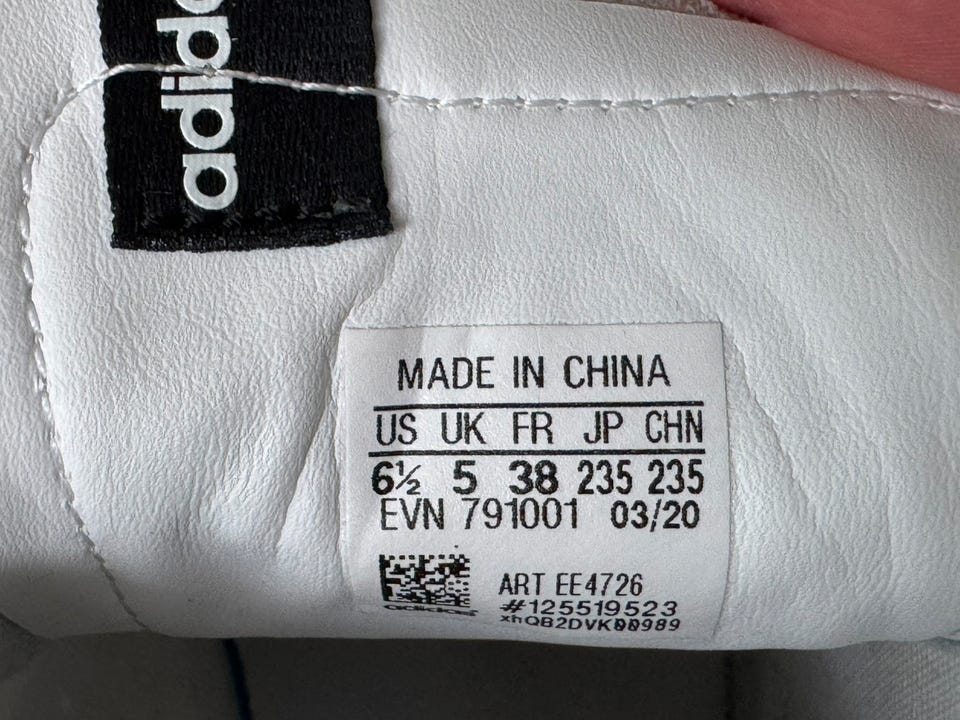 adidas
MADE IN CHINA
US UK FR JP CHN
6½ 5 38 235 235
EVN 791001 03/20
ART EE4726
#125519523
adidas